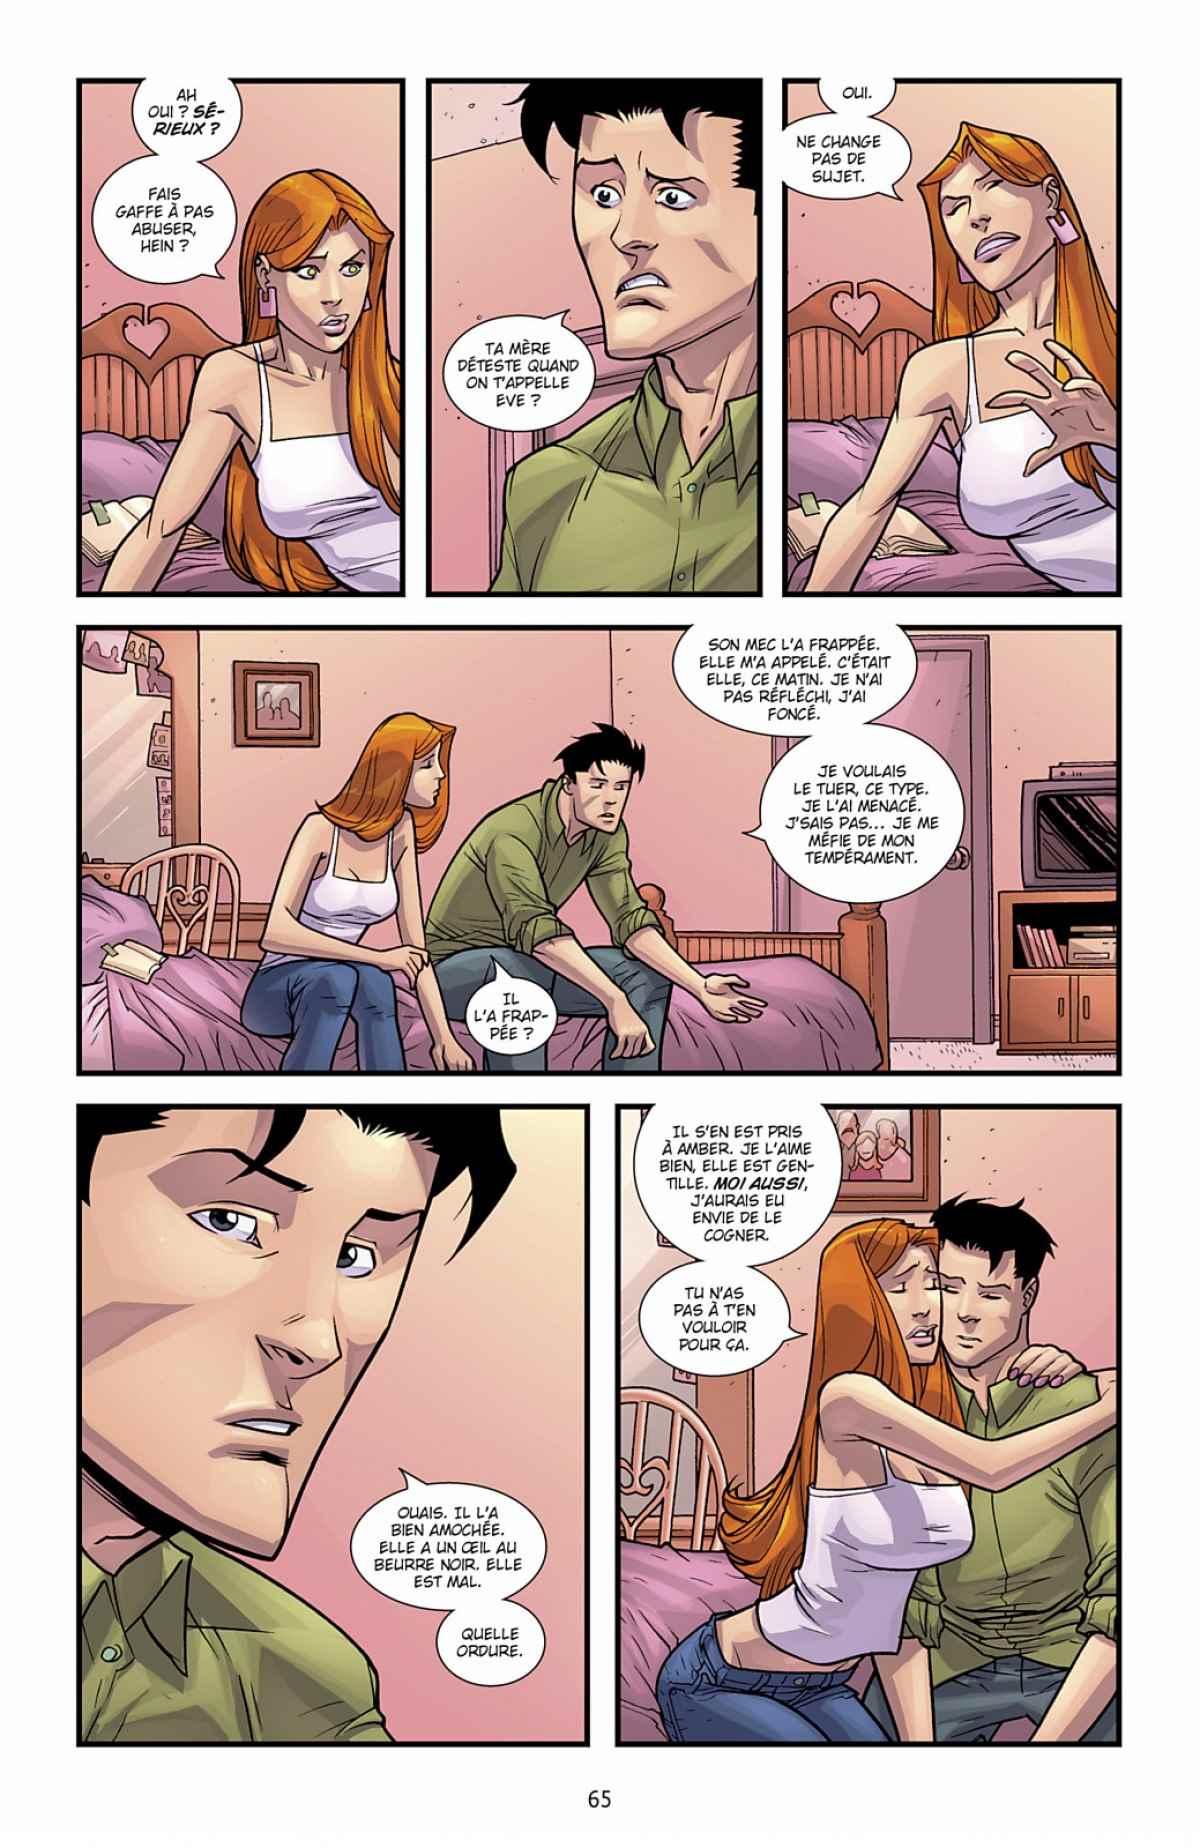 AH
OUI ? SÉ-
RIEUX ?
FAIS
GAFFE À PAS
ABUSER,
HEIN ?
TA MÈRE
DÉTESTE QUAND
ON T'APPELLE
EVE ?
OUI.
NE CHANGE
PAS DE
SUJET.
SON MEC L'A FRAPPÉE.
ELLE M'A APPELÉ. C'ÉTAIT
ELLE, CE MATIN. JE N'AI
PAS RÉFLÉCHI, J'AI
FONCÉ.
JE VOULAIS
LE TUER, CE TYPE.
JE L'AI MENACÉ.
J'SAIS PAS... JE ME
MÉFIE DE MON
TEMPÉRAMENT.
IL
L'A FRAP-
PÉE ?
OUAIS. IL L'A
BIEN AMOCHÉE.
ELLE A UN ŒIL AU
BEURRE NOIR. ELLE
EST MAL.
QUELLE
ORDURE.
IL S'EN EST PRIS
À AMBER. JE L'AIME
BIEN, ELLE EST GEN-
TILLE. MOI AUSSI,
J'AURAIS EU
ENVIE DE LE
COGNER.
TU N'AS
PAS À T'EN
VOULOIR
POUR ÇA.
65